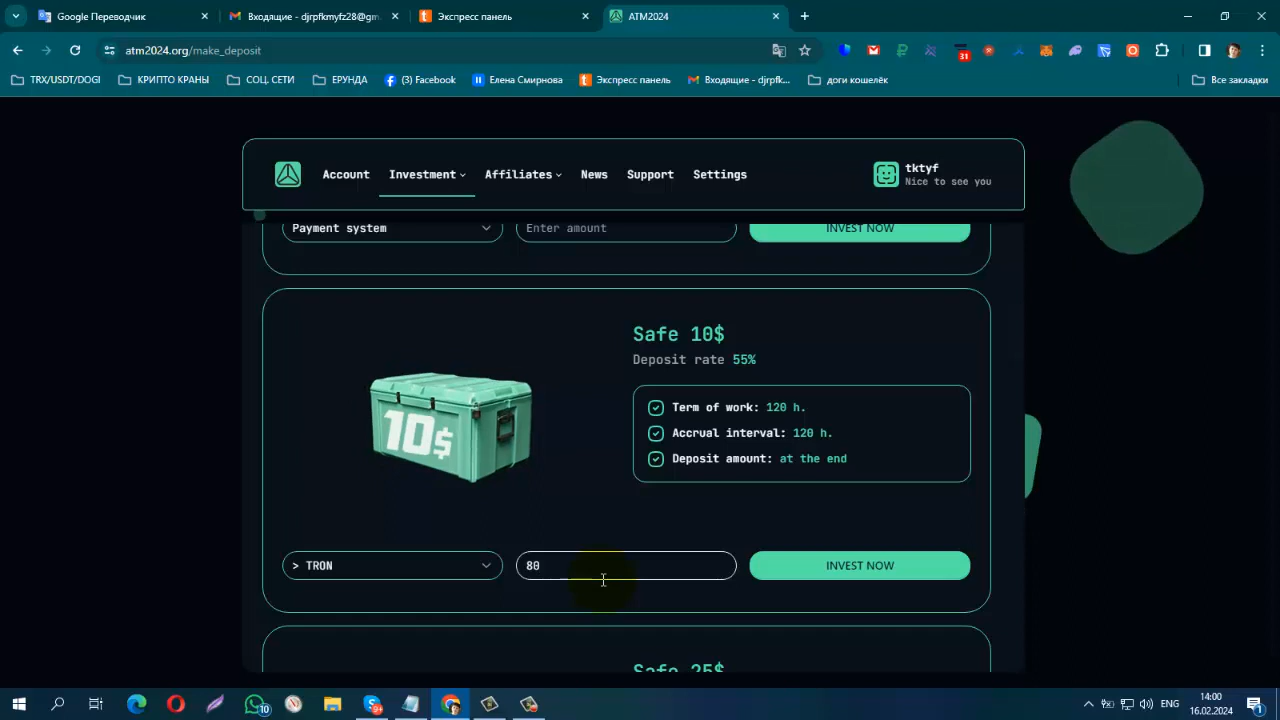 Google Переводчик
Входящие - djrpfkmyfz28@gm
Экспресс панель
ATM2024
atm2024.org/make_deposit
31
TRX/USDT/DOGI
КРИПТО КРАНЫ
СОЦ. СЕТИ
ЕРУНДА
(3) Facebook
Елена Смирнова
Экспресс панель
Входящие - djrpfk...
доги кошелёк
Все закладки
Account
Investment
Affiliates
News
Support
Settings
tktyf
Nice to see you
Payment system
Enter amount
INVEST NOW
10$
Safe 10$
Deposit rate 55%
Term of work: 120 h.
Accrual interval: 120 h.
Deposit amount: at the end
> TRON
80
INVEST NOW
Safe 25$
10
9+
ENG
14:00
16.02.2024
1